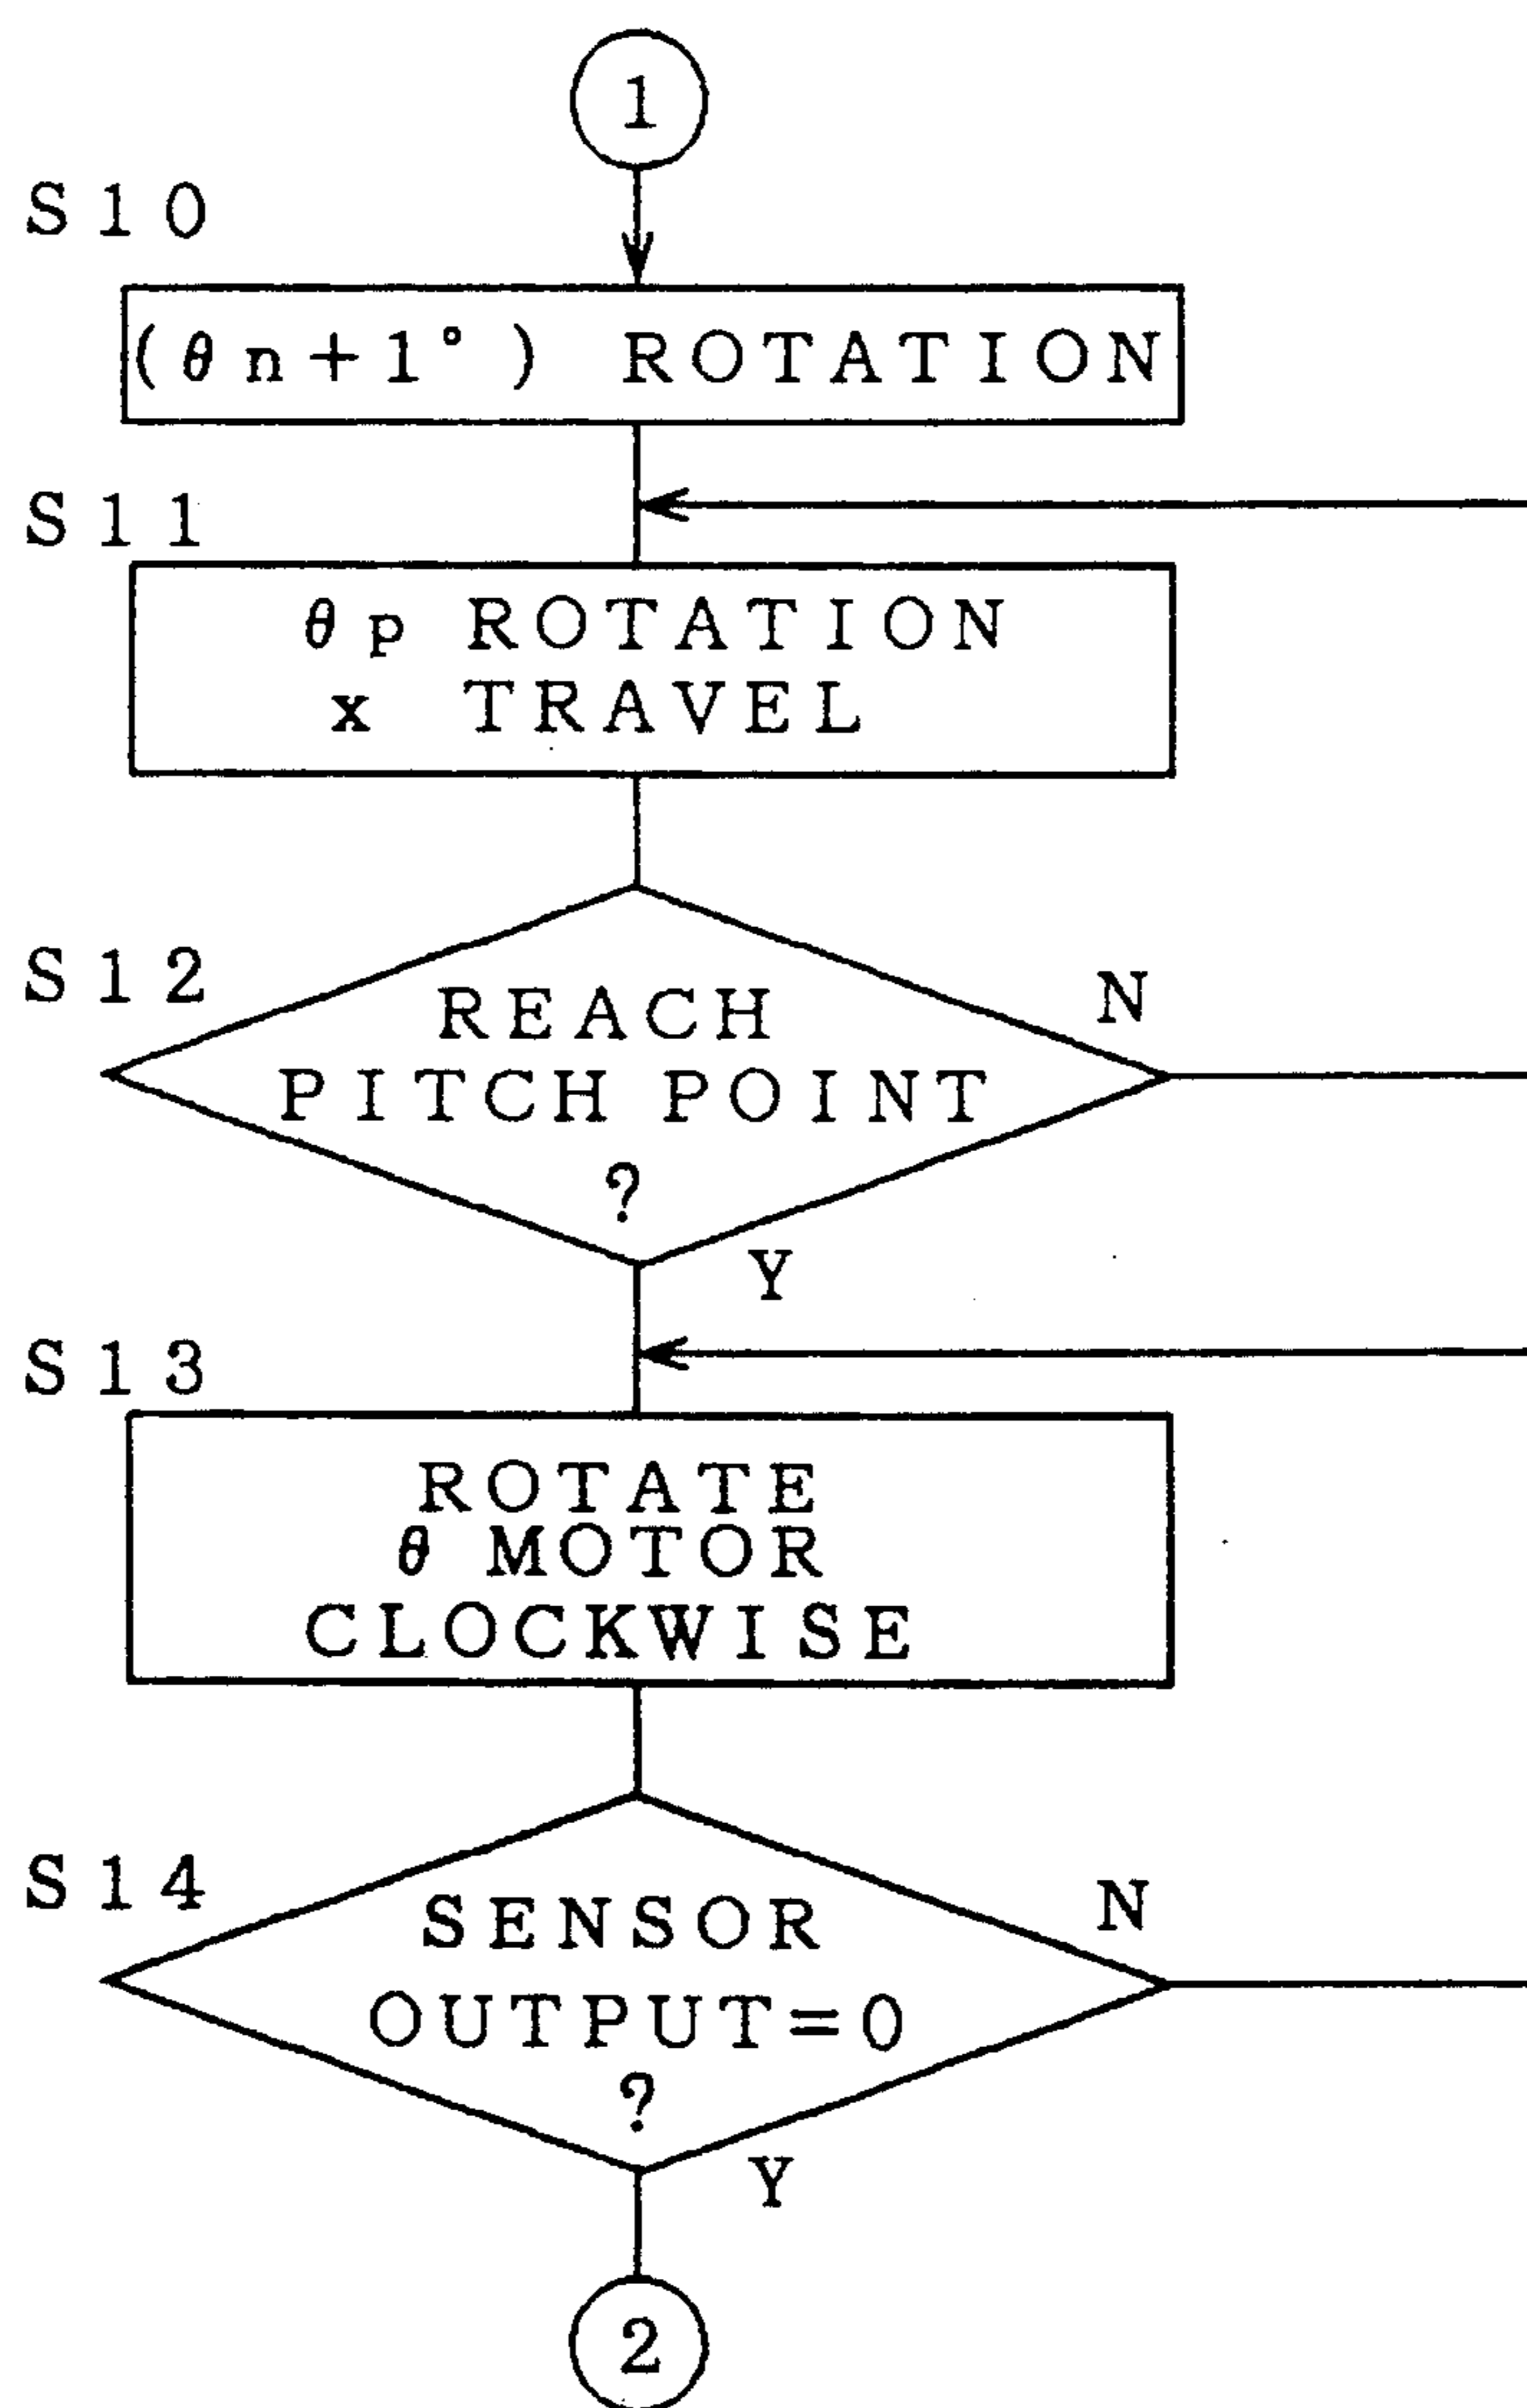 1
S10
(θn+1°) ROTATION
S11
θp ROTATION
x TRAVEL
S12
REACH
N
PITCH POINT
?
Y
S13
ROTATE
θ MOTOR
CLOCKWISE
S14
SENSOR
N
OUTPUT=0
?
Y
2